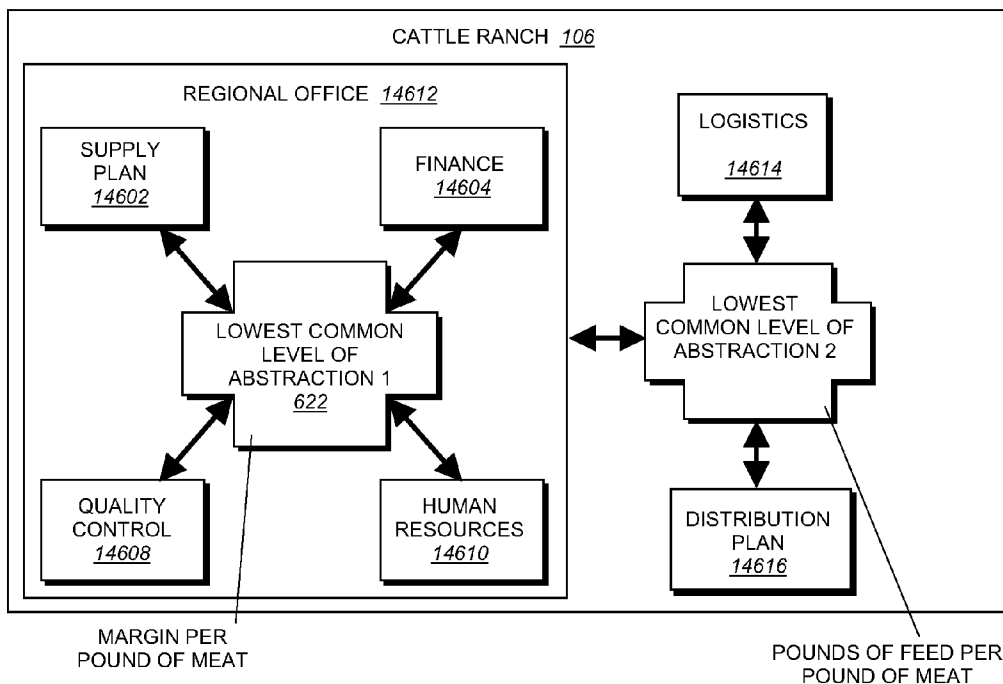 CATTLE RANCH 106
REGIONAL OFFICE 14612
SUPPLY
PLAN
14602
FINANCE
14604
LOWEST COMMON
LEVEL OF
ABSTRACTION 1
622
QUALITY
CONTROL
14608
HUMAN
RESOURCES
14610
LOGISTICS
14614
LOWEST
COMMON LEVEL OF
ABSTRACTION 2
DISTRIBUTION
PLAN
14616
MARGIN PER
POUND OF MEAT
POUNDS OF FEED PER
POUND OF MEAT